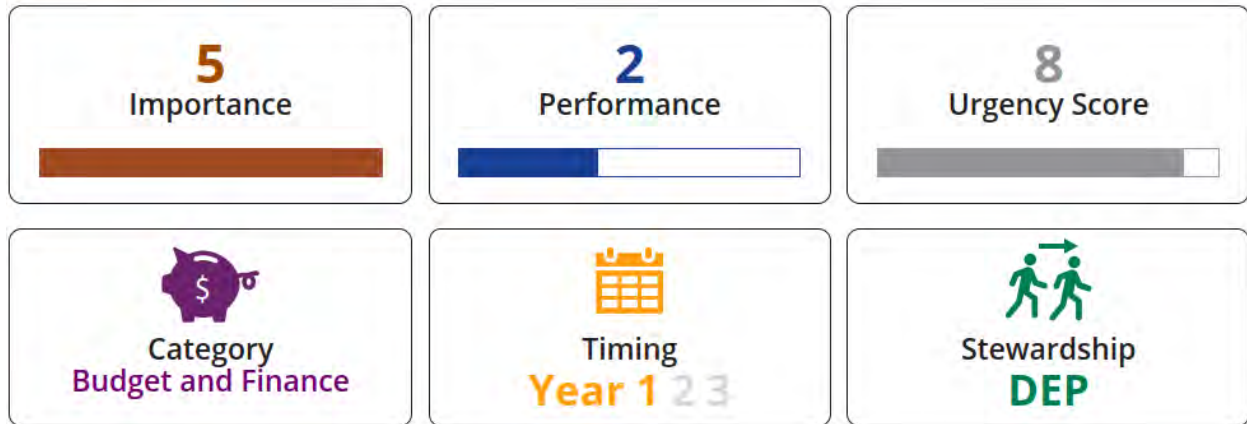 5
Importance
2
Performance
8
Urgency Score
$
Category
Budget and Finance
Timing
Year 1 2 3
Stewardship
DEP